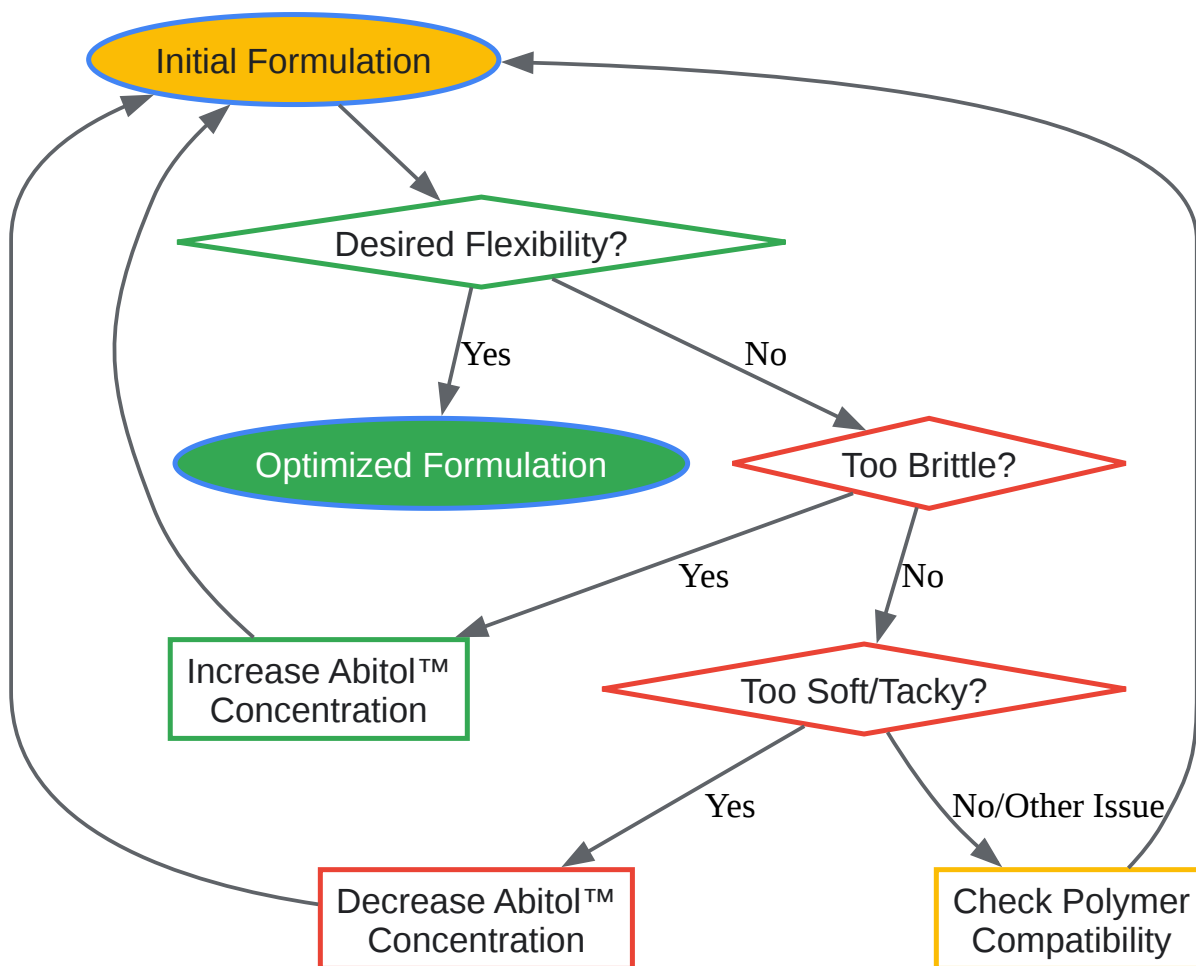 Initial Formulation
Desired Flexibility?
Yes
No
Optimized Formulation
Too Brittle?
Yes
No
Increase Abitol™
Concentration
Too Soft/Tacky?
Yes
No/Other Issue
Decrease Abitol™
Concentration
Check Polymer
Compatibility